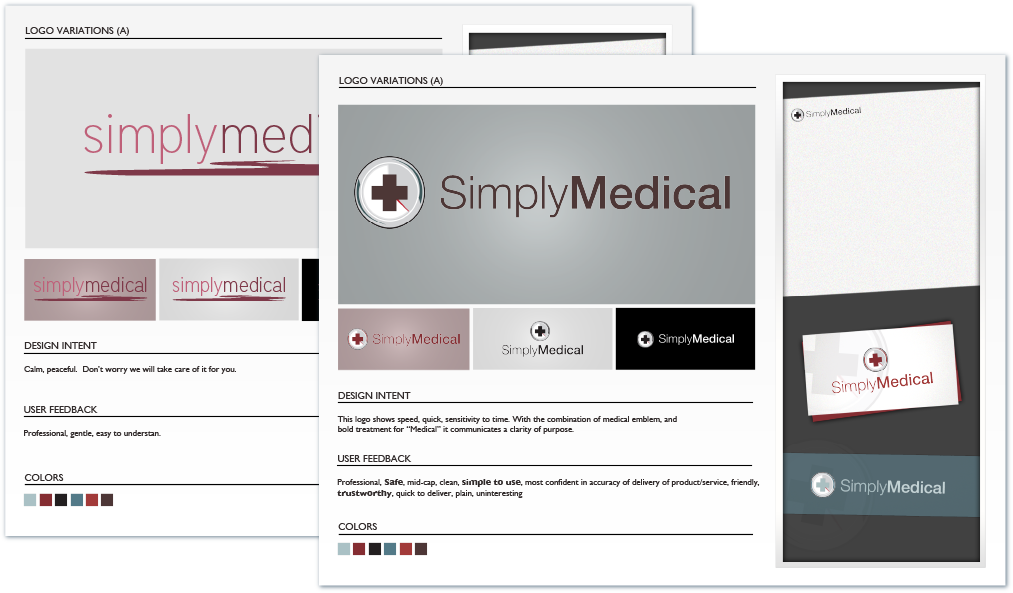 LOGO VARIATIONS (A)
simplymedi
simplymedical
simplymedical
DESIGN INTENT
Calm, peaceful.  Don't worry we will take care of it for you.
USER FEEDBACK
Professional, gentle, easy to understan.
COLORS
LOGO VARIATIONS (A)
SimplyMedical
SimplyMedical
SimplyMedical
SimplyMedical
DESIGN INTENT
This logo shows speed, quick, sensitivity to time. With the combination of medical emblem, and
bold treatment for "Medical" it communicates a clarity of purpose.
USER FEEDBACK
Professional, Safe, mid-cap, clean, simple to use, most confident in accuracy of delivery of product/service, friendly,
trustworthy, quick to deliver, plain, uninteresting
COLORS
SimplyMedical
SimplyMedical
SimplyMedical